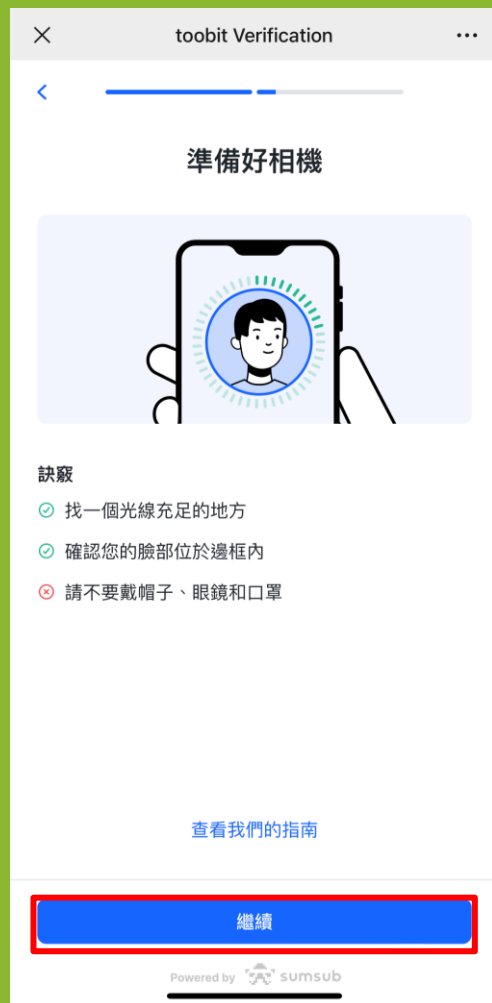 toobit Verification
準備好相機
訣竅
找一個光線充足的地方
確認您的臉部位於邊框內
請不要戴帽子、眼鏡和口罩
查看我們的指南
繼續
Powered by sumsub